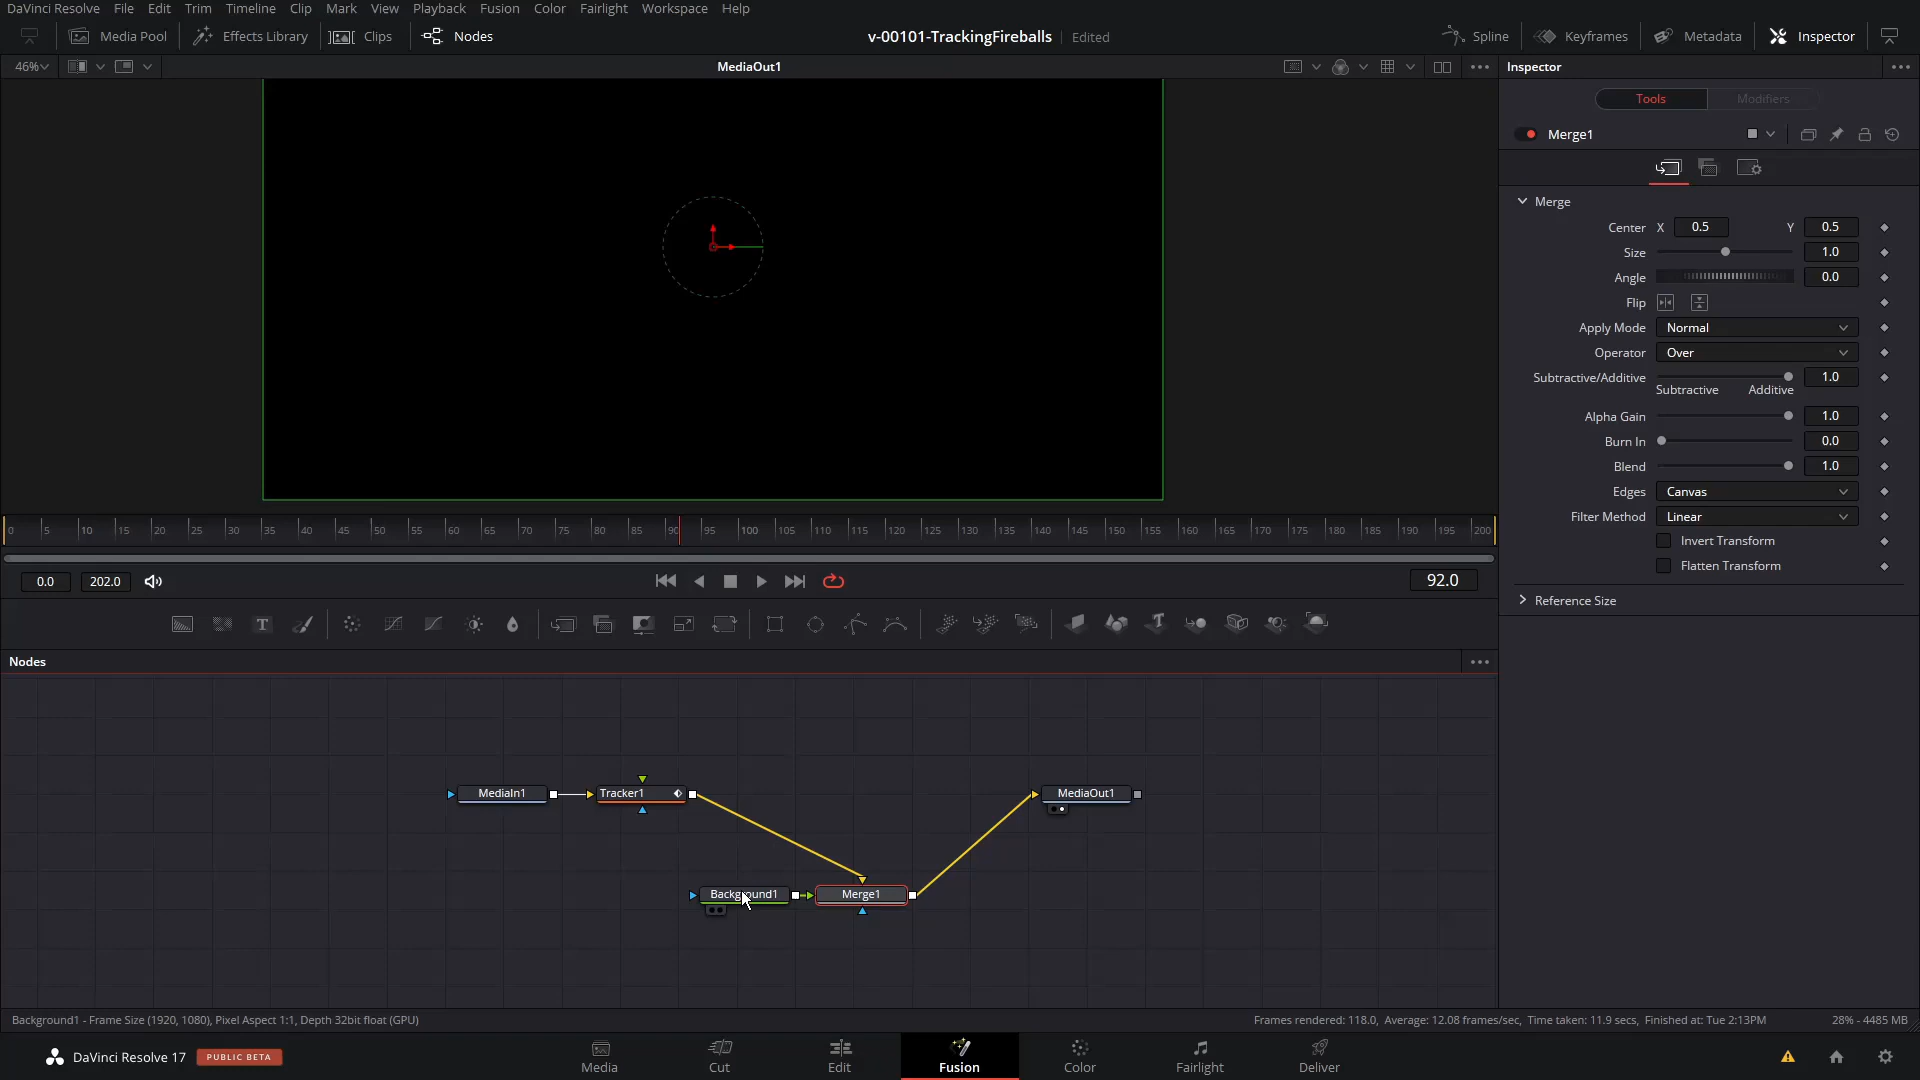 DaVinci Resolve File Edit Trim Timeline Clip Mark View Playback Fusion Color Fairlight Workspace Help
Media Pool Effects Library Clips Nodes v-00101-TrackingFireballs Edited Spline Keyframes Metadata Inspector
46% MediaOut1 Inspector
Tools Modifiers
Merge1
Merge
Center X 0.5 Y 0.5
Size 1.0
Angle 0.0
Flip
Apply Mode Normal
Operator Over
Subtractive/Additive 1.0
Subtractive Additive
Alpha Gain 1.0
Burn In 0.0
Blend 1.0
Edges Canvas
Filter Method Linear
Invert Transform
Flatten Transform
Reference Size
0 5 10 15 20 25 30 35 40 45 50 55 60 65 70 75 80 85 90 95 100 105 110 115 120 125 130 135 140 145 150 155 160 165 170 175 180 185 190 195 200
0.0 202.0 92.0
Nodes
MediaIn1 Tracker1 MediaOut1
Background1 Merge1
Background1 - Frame Size (1920, 1080), Pixel Aspect 1:1, Depth 32bit float (GPU) Frames rendered: 118.0, Average: 12.08 frames/sec, Time taken: 11.9 secs, Finished at: Tue 2:13PM 28% - 4485 MB
DaVinci Resolve 17 PUBLIC BETA Media Cut Edit Fusion Color Fairlight Deliver